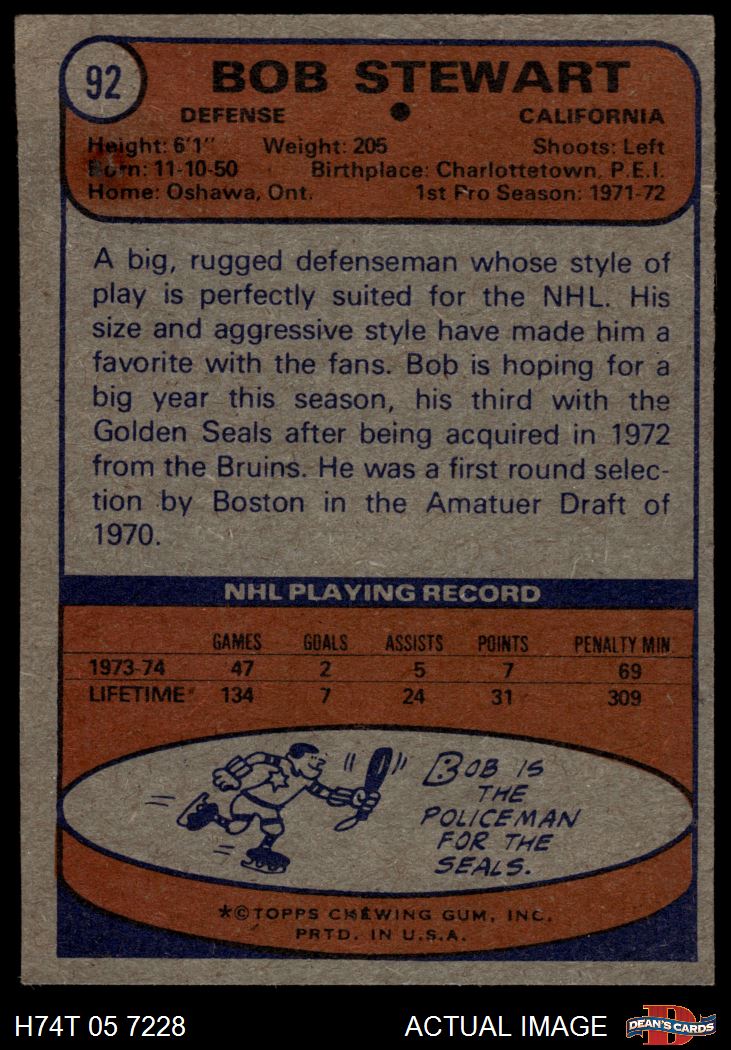 92
BOB STEWART
DEFENSE ● CALIFORNIA
Height: 6'1" Weight: 205 Shoots: Left
Born: 11-10-50 Birthplace: Charlottetown, P.E.I.
Home: Oshawa, Ont. 1st Pro Season: 1971-72
A big, rugged defenseman whose style of
play is perfectly suited for the NHL. His
size and aggressive style have made him a
favorite with the fans. Bob is hoping for a
big year this season, his third with the
Golden Seals after being acquired in 1972
from the Bruins. He was a first round selec-
tion by Boston in the Amatuer Draft of
1970.
NHL PLAYING RECORD
GAMES GOALS ASSISTS POINTS PENALTY MIN
1973-74 47 2 5 7 69
LIFETIME 134 7 24 31 309
BOB IS
THE
POLICEMAN
FOR THE
SEALS.
*©TOPPS CHEWING GUM, INC.
PRTD. IN U.S.A.
H74T 05 7228 ACTUAL IMAGE DEAN'S CARDS